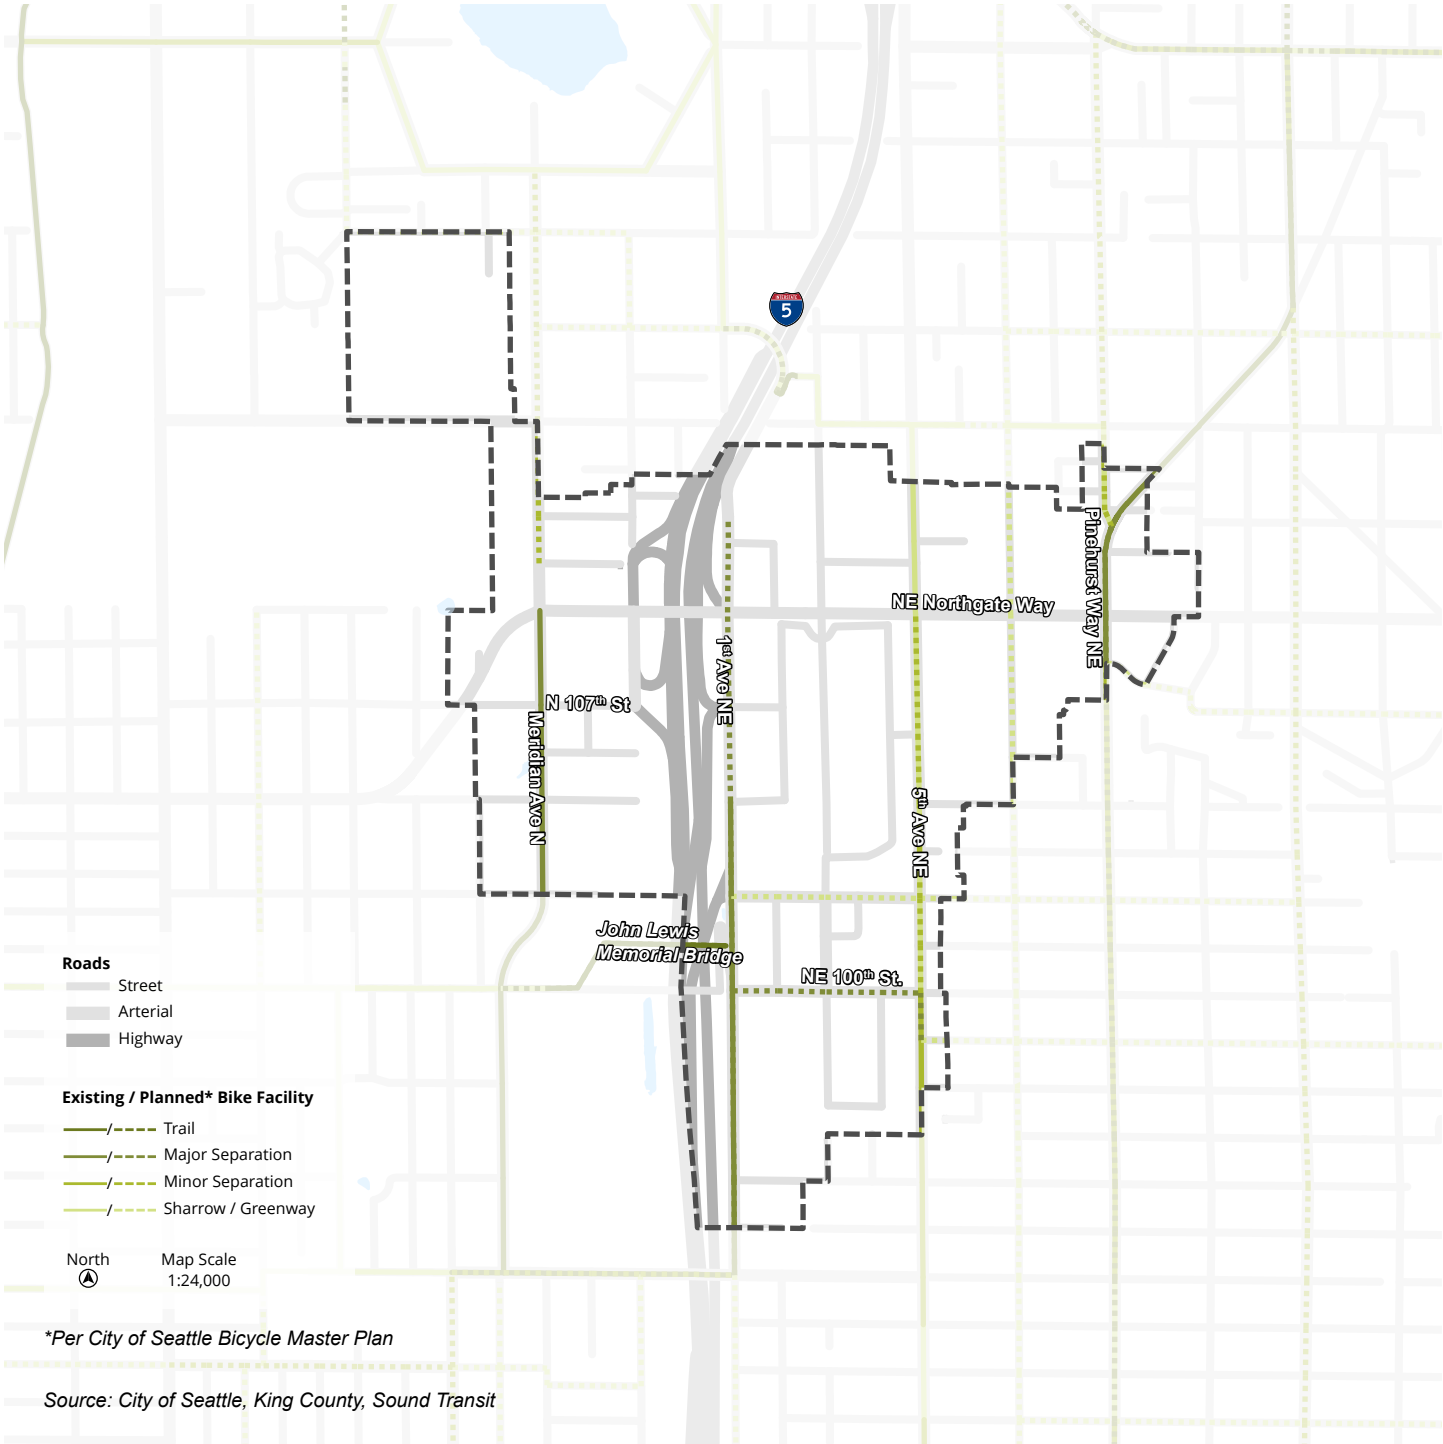 INTERSTATE
5
Pinehurst Way NE
NE Northgate Way
1st Ave NE
N 107th St
Meridian Ave N
5th Ave NE
John Lewis
Memorial Bridge
NE 100th St.
Roads
Street
Arterial
Highway
Existing / Planned* Bike Facility
/ Trail
/ Major Separation
/ Minor Separation
/ Sharrow / Greenway
North
Map Scale
1:24,000
*Per City of Seattle Bicycle Master Plan
Source: City of Seattle, King County, Sound Transit